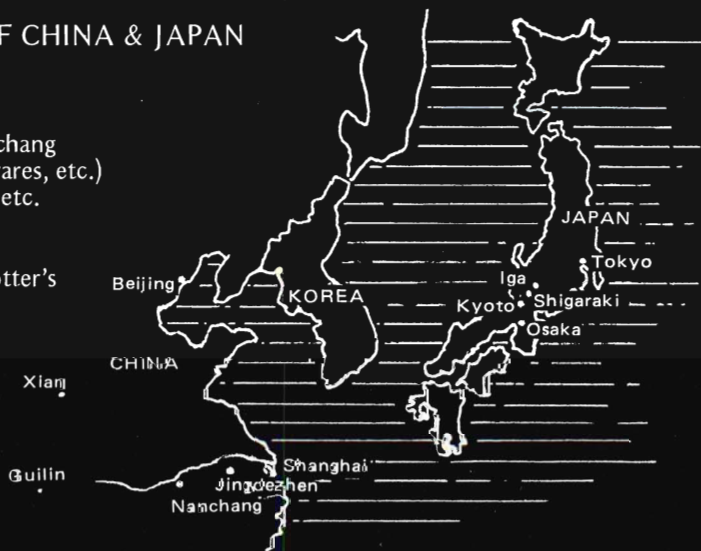 F CHINA & JAPAN
chang
ares, etc.)
etc.
otter's
JAPAN
Tokyo
Iga
Beijing
KOREA
Kyoto
Shigaraki
Osaka
CHINA
Xian
Shanghai
Guilin
Jingdezhen
Nanchang